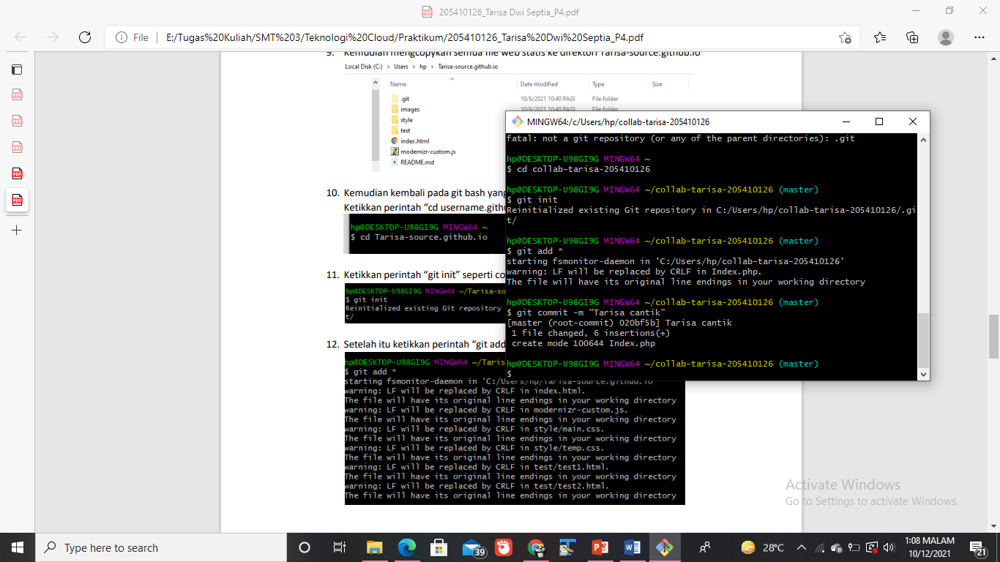 205410126_Tarisa Dwi Septia_P4.pdf
File
E:/Tugas%20Kuliah/SMT%203/Teknologi%20Cloud/Praktikum/205410126_Tarisa%20Dwi%20Septia_P4.pdf
9. Kemudian mengcopykan semua file web statis ke direktori Tarisa-source.github.io
Local Disk (C:) › Users › hp › Tarisa-source.github.io
Name Date modified Type Size
.git 10/6/2021 10:40 PAGI File folder
images 10/6/2021 10:40 PAGI File folder
style
test
index.html
modernizr-custom.js
README.md
10. Kemudian kembali pada git bash yang
Ketikkan perintah “cd username.gith
hp@DESKTOP-U98GI9G MINGW64 ~
$ cd Tarisa-source.github.io
11. Ketikkan perintah “git init” seperti co
hp@DESKTOP-U98GI9G MINGW64 ~/Tarisa-so
$ git init
Reinitialized existing Git repository
t/
12. Setelah itu ketikkan perintah “git add
hp@DESKTOP-U98GI9G MINGW64 ~/Taris
$ git add *
starting fsmonitor-daemon in 'C:/Users/hp/Tarisa-source.github.io'
warning: LF will be replaced by CRLF in index.html.
The file will have its original line endings in your working directory
warning: LF will be replaced by CRLF in modernizr-custom.js.
The file will have its original line endings in your working directory
warning: LF will be replaced by CRLF in style/main.css.
The file will have its original line endings in your working directory
warning: LF will be replaced by CRLF in style/temp.css.
The file will have its original line endings in your working directory
warning: LF will be replaced by CRLF in test/test1.html.
The file will have its original line endings in your working directory
warning: LF will be replaced by CRLF in test/test2.html.
The file will have its original line endings in your working directory
MINGW64:/c/Users/hp/collab-tarisa-205410126
fatal: not a git repository (or any of the parent directories): .git
hp@DESKTOP-U98GI9G MINGW64 ~
$ cd collab-tarisa-205410126
hp@DESKTOP-U98GI9G MINGW64 ~/collab-tarisa-205410126 (master)
$ git init
Reinitialized existing Git repository in C:/Users/hp/collab-tarisa-205410126/.gi
t/
hp@DESKTOP-U98GI9G MINGW64 ~/collab-tarisa-205410126 (master)
$ git add *
starting fsmonitor-daemon in 'C:/Users/hp/collab-tarisa-205410126'
warning: LF will be replaced by CRLF in Index.php.
The file will have its original line endings in your working directory
hp@DESKTOP-U98GI9G MINGW64 ~/collab-tarisa-205410126 (master)
$ git commit -m "Tarisa cantik"
[master (root-commit) 020bf5b] Tarisa cantik
1 file changed, 6 insertions(+)
create mode 100644 Index.php
hp@DESKTOP-U98GI9G MINGW64 ~/collab-tarisa-205410126 (master)
$
Activate Windows
Go to Settings to activate Windows.
Type here to search
39
28°C
1:08 MALAM
10/12/2021
21